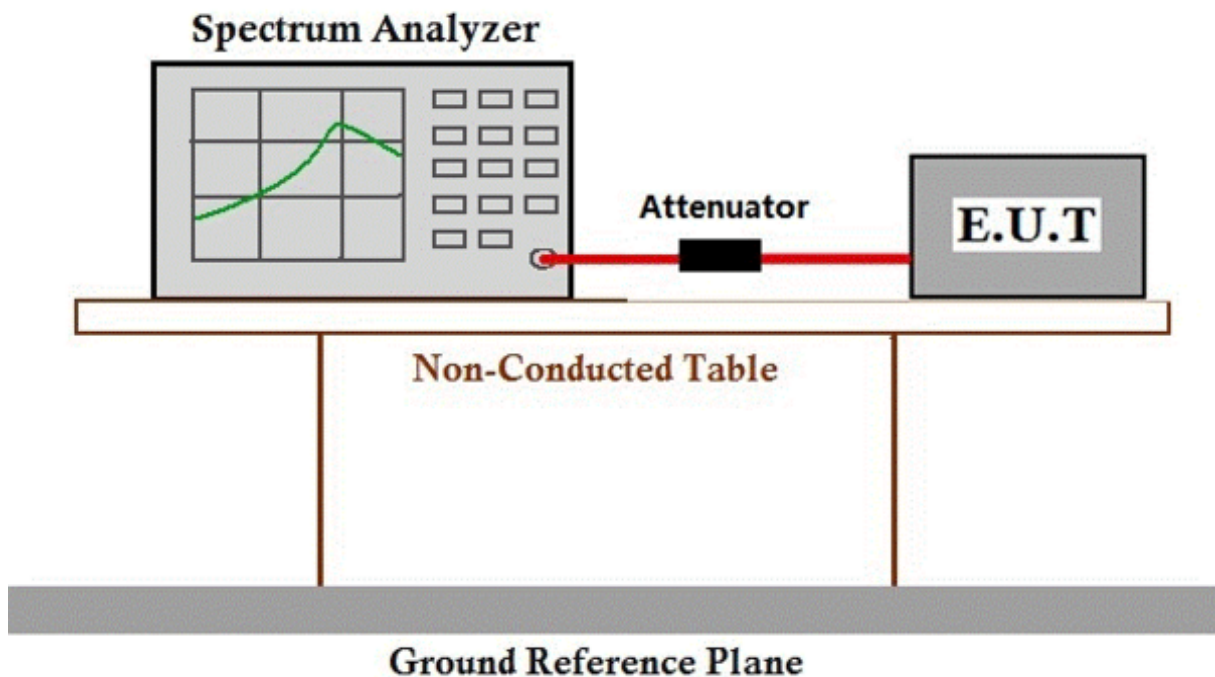 Spectrum Analyzer
Attenuator
E.U.T
Non-Conducted Table
Ground Reference Plane